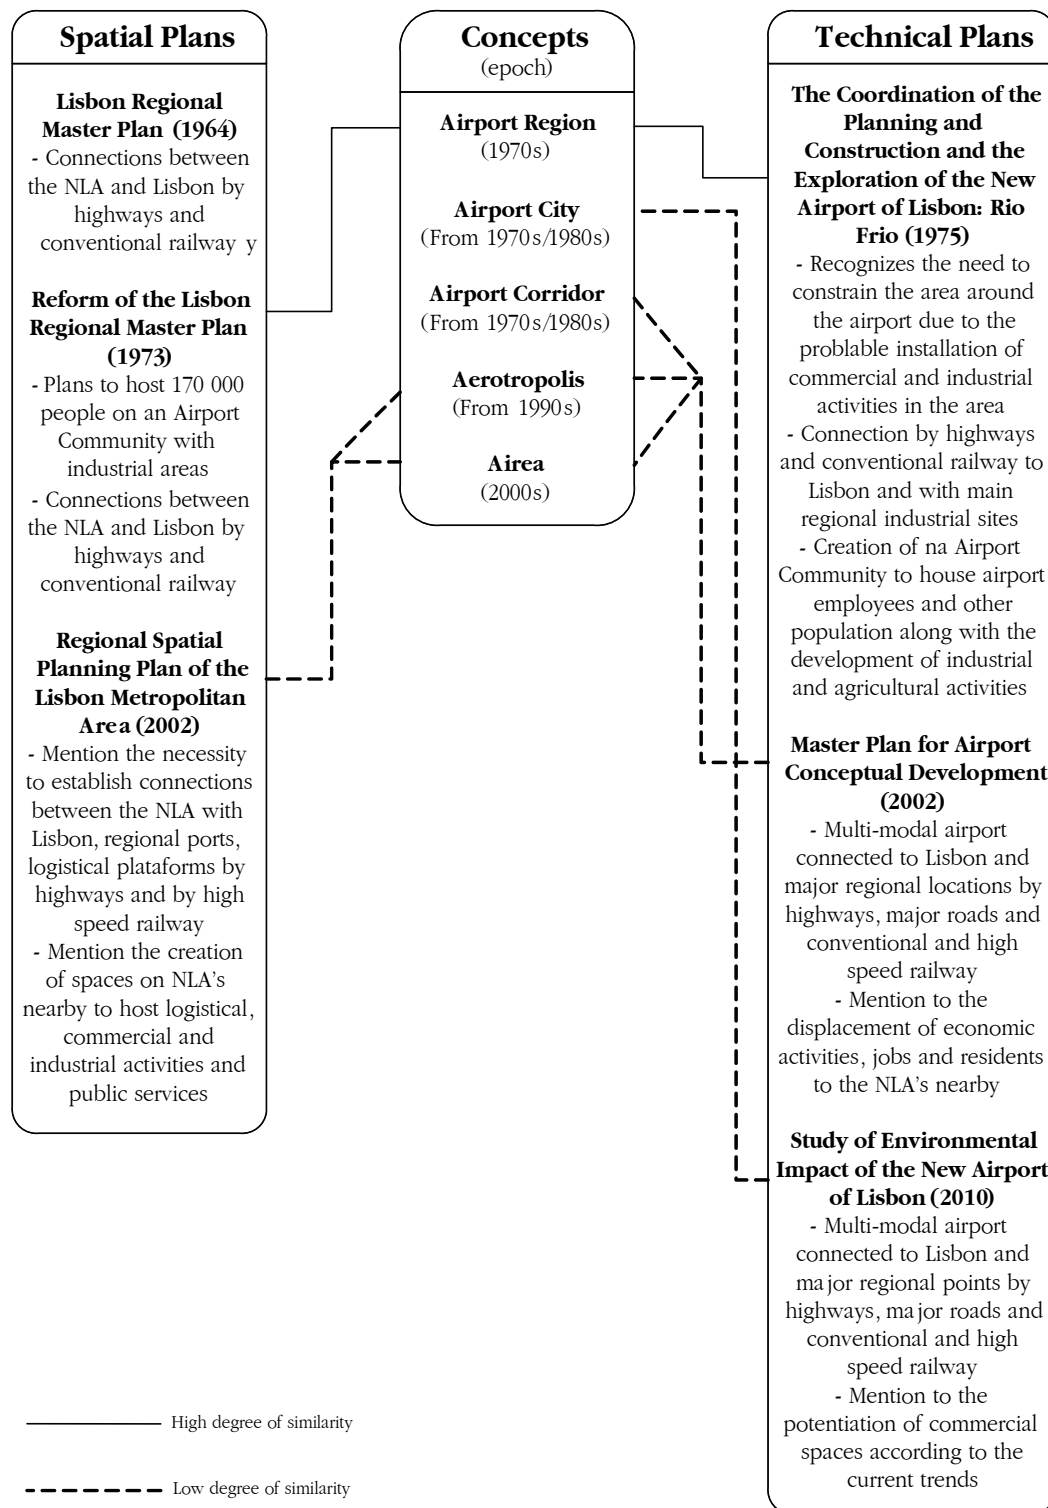 Spatial Plans
Lisbon Regional
Master Plan (1964)
- Connections between
the NLA and Lisbon by
highways and
conventional railway y
Reform of the Lisbon
Regional Master Plan
(1973)
- Plans to host 170 000
people on an Airport
Community with
industrial areas
- Connections between
the NLA and Lisbon by
highways and
conventional railway
Regional Spatial
Planning Plan of the
Lisbon Metropolitan
Area (2002)
- Mention the necessity
to establish connections
between the NLA with
Lisbon, regional ports,
logistical plataforms by
highways and by high
speed railway
- Mention the creation
of spaces on NLA's
nearby to host logistical,
commercial and
industrial activities and
public services
Concepts
(epoch)
Airport Region
(1970s)
Airport City
(From 1970s/1980s)
Airport Corridor
(From 1970s/1980s)
Aerotropolis
(From 1990s)
Airea
(2000s)
Technical Plans
The Coordination of the
Planning and
Construction and the
Exploration of the New
Airport of Lisbon: Rio
Frio (1975)
- Recognizes the need to
constrain the area around
the airport due to the
problable installation of
commercial and industrial
activities in the area
- Connection by highways
and conventional railway to
Lisbon and with main
regional industrial sites
- Creation of na Airport
Community to house airport
employees and other
population along with the
development of industrial
and agricultural activities
Master Plan for Airport
Conceptual Development
(2002)
- Multi-modal airport
connected to Lisbon and
major regional locations by
highways, major roads and
conventional and high
speed railway
- Mention to the
displacement of economic
activities, jobs and residents
to the NLA's nearby
Study of Environmental
Impact of the New Airport
of Lisbon (2010)
- Multi-modal airport
connected to Lisbon and
major regional points by
highways, major roads and
conventional and high
speed railway
- Mention to the
potentiation of commercial
spaces according to the
current trends
High degree of similarity
Low degree of similarity